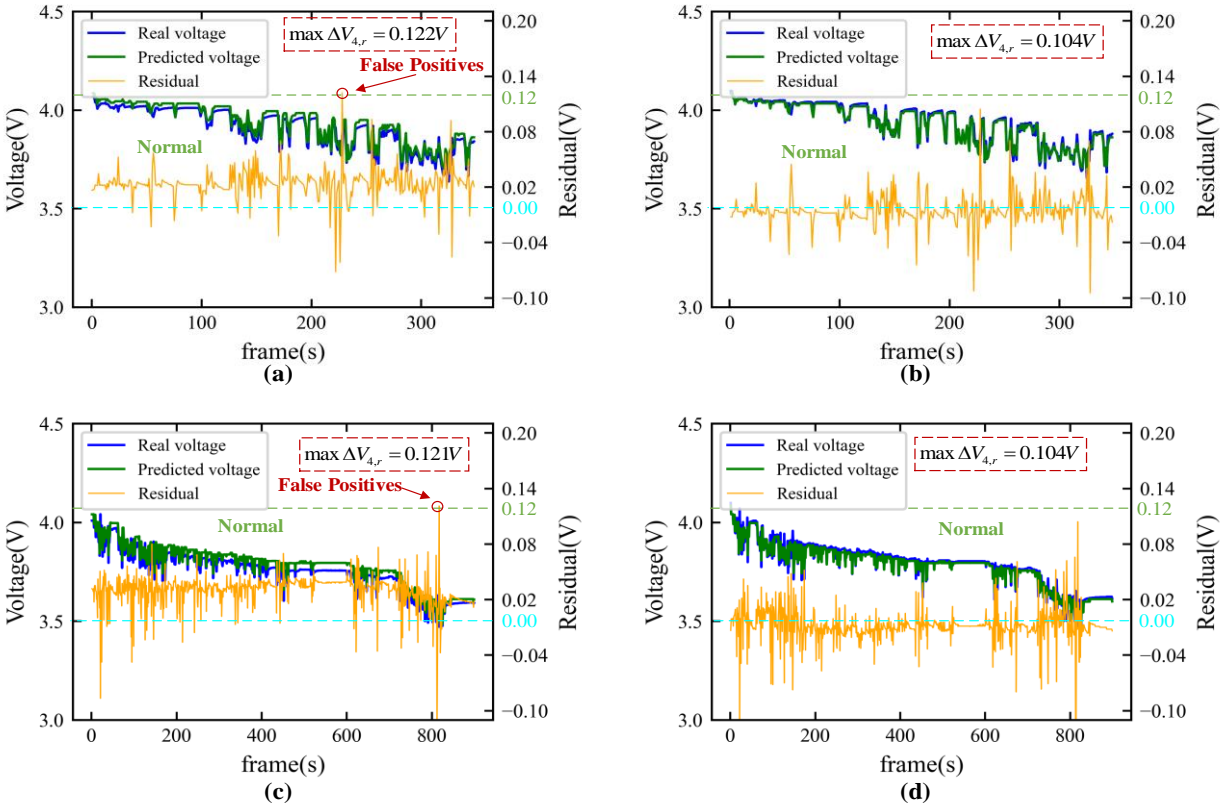 4.5
4.0
3.5
3.0
Voltage(V)
Real voltage
Predicted voltage
Residual
max ΔV4,r = 0.122V
False Positives
Normal
0.20
0.14
0.12
0.08
0.02
0.00
−0.04
−0.10
Residual(V)
0 100 200 300
frame(s)
(a)
4.5
4.0
3.5
3.0
Voltage(V)
Real voltage
Predicted voltage
Residual
max ΔV4,r = 0.104V
Normal
0.20
0.14
0.12
0.08
0.02
0.00
−0.04
−0.10
Residual(V)
0 100 200 300
frame(s)
(b)
4.5
4.0
3.5
3.0
Voltage(V)
Real voltage
Predicted voltage
Residual
max ΔV4,r = 0.121V
False Positives
Normal
0.20
0.14
0.12
0.08
0.02
0.00
−0.04
−0.10
Residual(V)
0 200 400 600 800
frame(s)
(c)
4.5
4.0
3.5
3.0
Voltage(V)
Real voltage
Predicted voltage
Residual
max ΔV4,r = 0.104V
Normal
0.20
0.14
0.12
0.08
0.02
0.00
−0.04
−0.10
Residual(V)
0 200 400 600 800
frame(s)
(d)